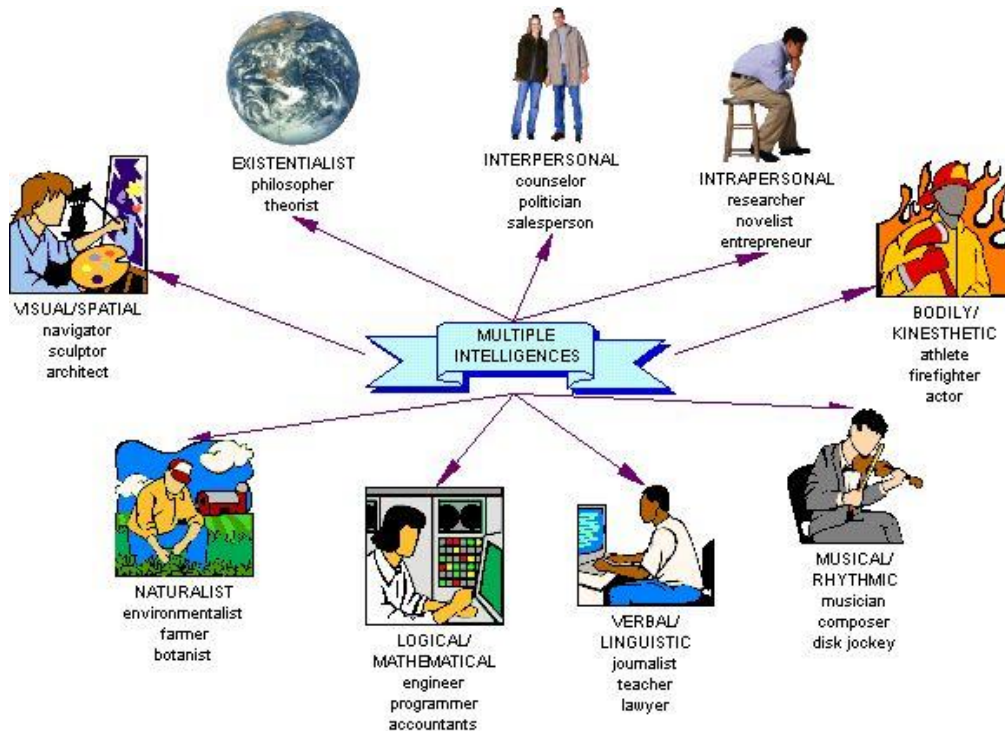 EXISTENTIALIST
philosopher
theorist
INTERPERSONAL
counselor
politician
salesperson
INTRAPERSONAL
researcher
novelist
entrepreneur
VISUAL/SPATIAL
navigator
sculptor
architect
MULTIPLE
INTELLIGENCES
BODILY/
KINESTHETIC
athlete
firefighter
actor
NATURALIST
environmentalist
farmer
botanist
LOGICAL/
MATHEMATICAL
engineer
programmer
accountants
VERBAL/
LINGUISTIC
journalist
teacher
lawyer
MUSICAL/
RHYTHMIC
musician
composer
disk jockey